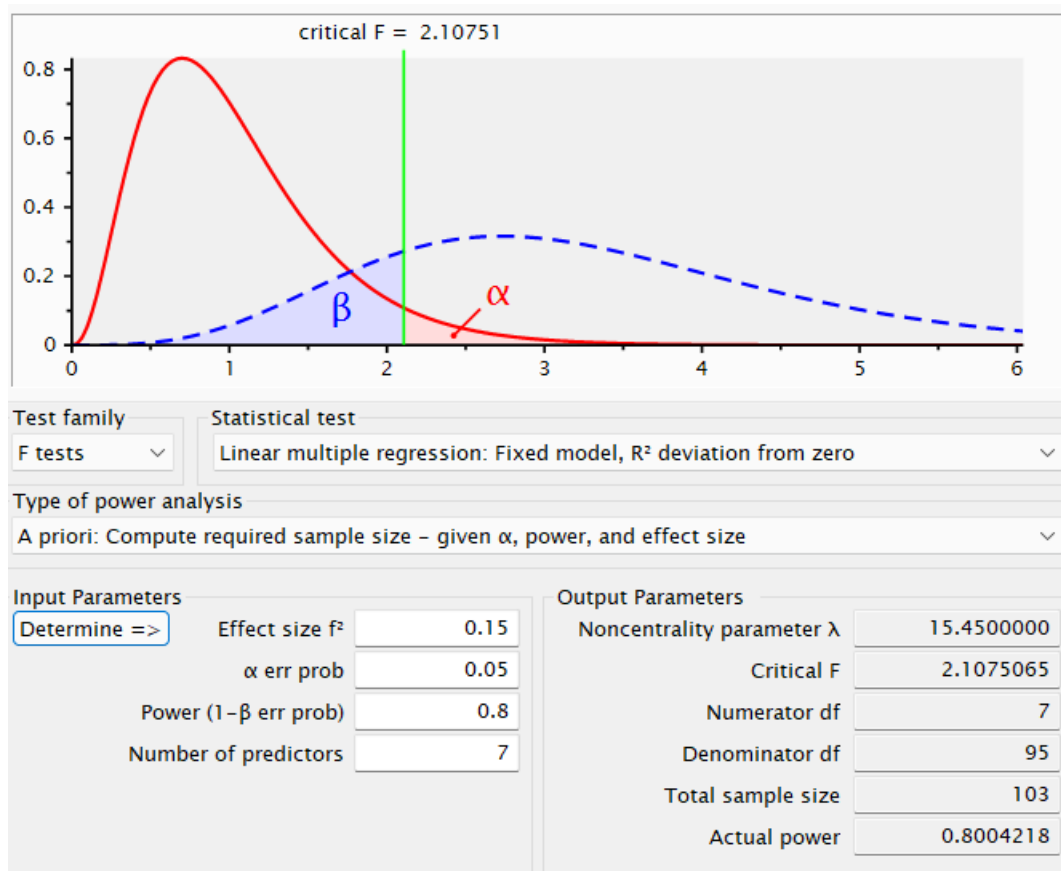 critical F = 2.10751
0.8
0.6
0.4
0.2
0
β
α
0 1 2 3 4 5 6
Test family Statistical test
F tests Linear multiple regression: Fixed model, R² deviation from zero
Type of power analysis
A priori: Compute required sample size – given α, power, and effect size
Input Parameters Output Parameters
Determine => Effect size f² 0.15 Noncentrality parameter λ 15.4500000
α err prob 0.05 Critical F 2.1075065
Power (1-β err prob) 0.8 Numerator df 7
Number of predictors 7 Denominator df 95
Total sample size 103
Actual power 0.8004218